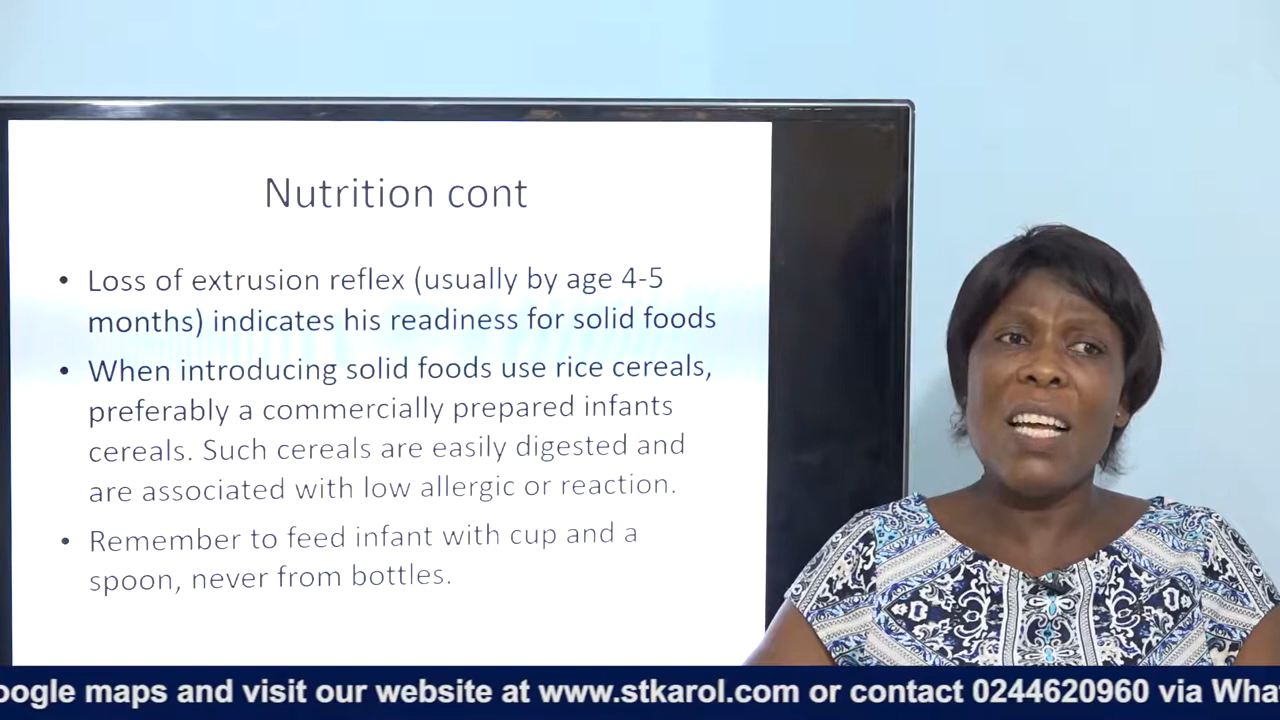 Nutrition cont
• Loss of extrusion reflex (usually by age 4-5
months) indicates his readiness for solid foods
• When introducing solid foods use rice cereals,
preferably a commercially prepared infants
cereals. Such cereals are easily digested and
are associated with low allergic or reaction.
• Remember to feed infant with cup and a
spoon, never from bottles.
oogle maps and visit our website at www.stkarol.com or contact 0244620960 via What